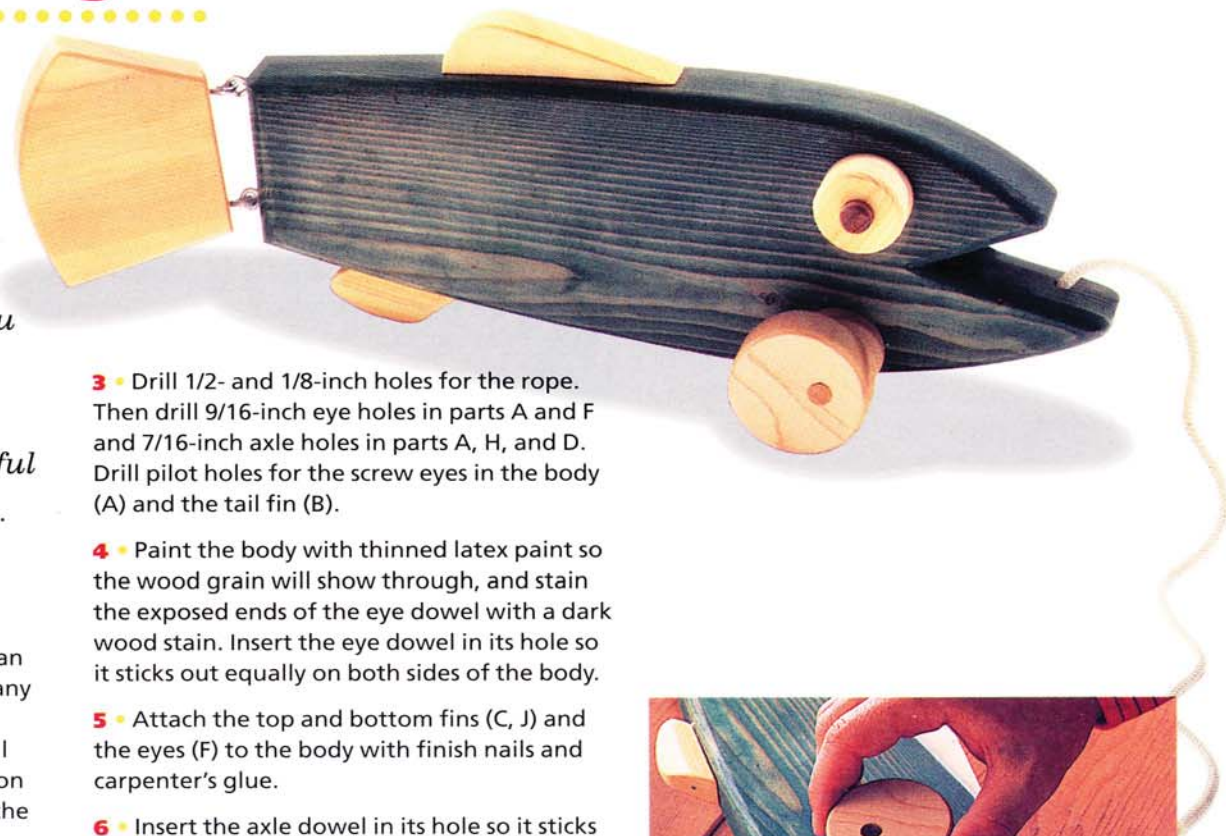 u
ful
.
an
any
l
on
the
3 • Drill 1/2- and 1/8-inch holes for the rope.
Then drill 9/16-inch eye holes in parts A and F
and 7/16-inch axle holes in parts A, H, and D.
Drill pilot holes for the screw eyes in the body
(A) and the tail fin (B).
4 • Paint the body with thinned latex paint so
the wood grain will show through, and stain
the exposed ends of the eye dowel with a dark
wood stain. Insert the eye dowel in its hole so
it sticks out equally on both sides of the body.
5 • Attach the top and bottom fins (C, J) and
the eyes (F) to the body with finish nails and
carpenter's glue.
6 • Insert the axle dowel in its hole so it sticks